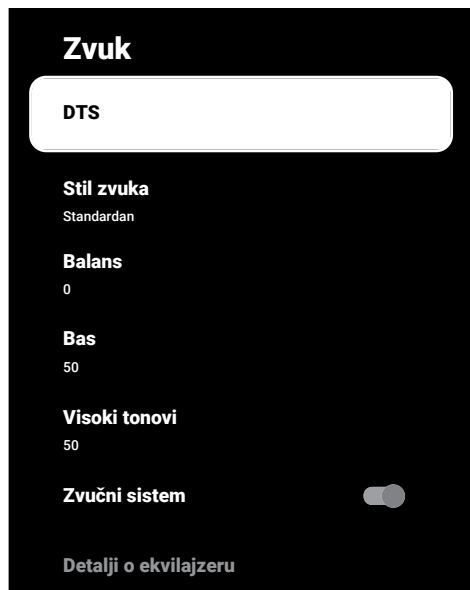 Zvuk
DTS
Stil zvuka
Standardan
Balans
0
Bas
50
Visoki tonovi
50
Zvučni sistem
Detalji o ekvilajzeru